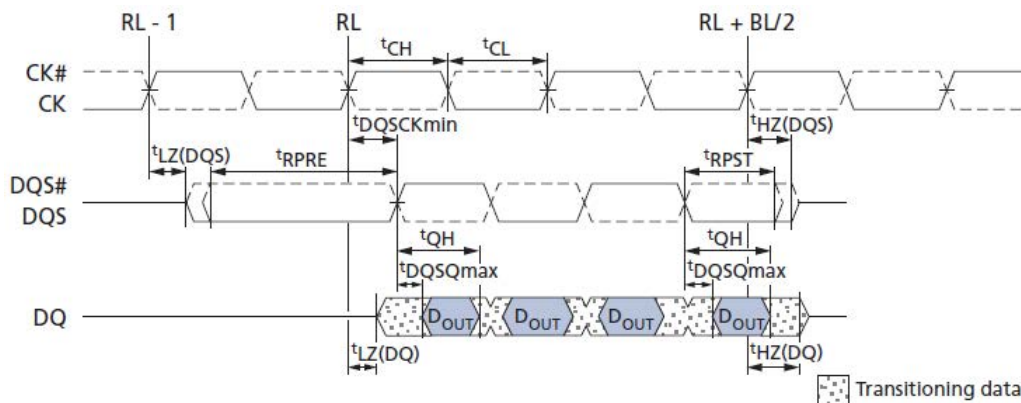 RL - 1 RL RL + BL/2
tCH tCL
CK#
CK
tDQSCKmin tHZ(DQS)
tLZ(DQS) tRPRE tRPST
DQS#
DQS
tQH tQH
tDQSQmax tDQSQmax
DQ DOUT DOUT DOUT DOUT
tLZ(DQ) tHZ(DQ)
Transitioning data